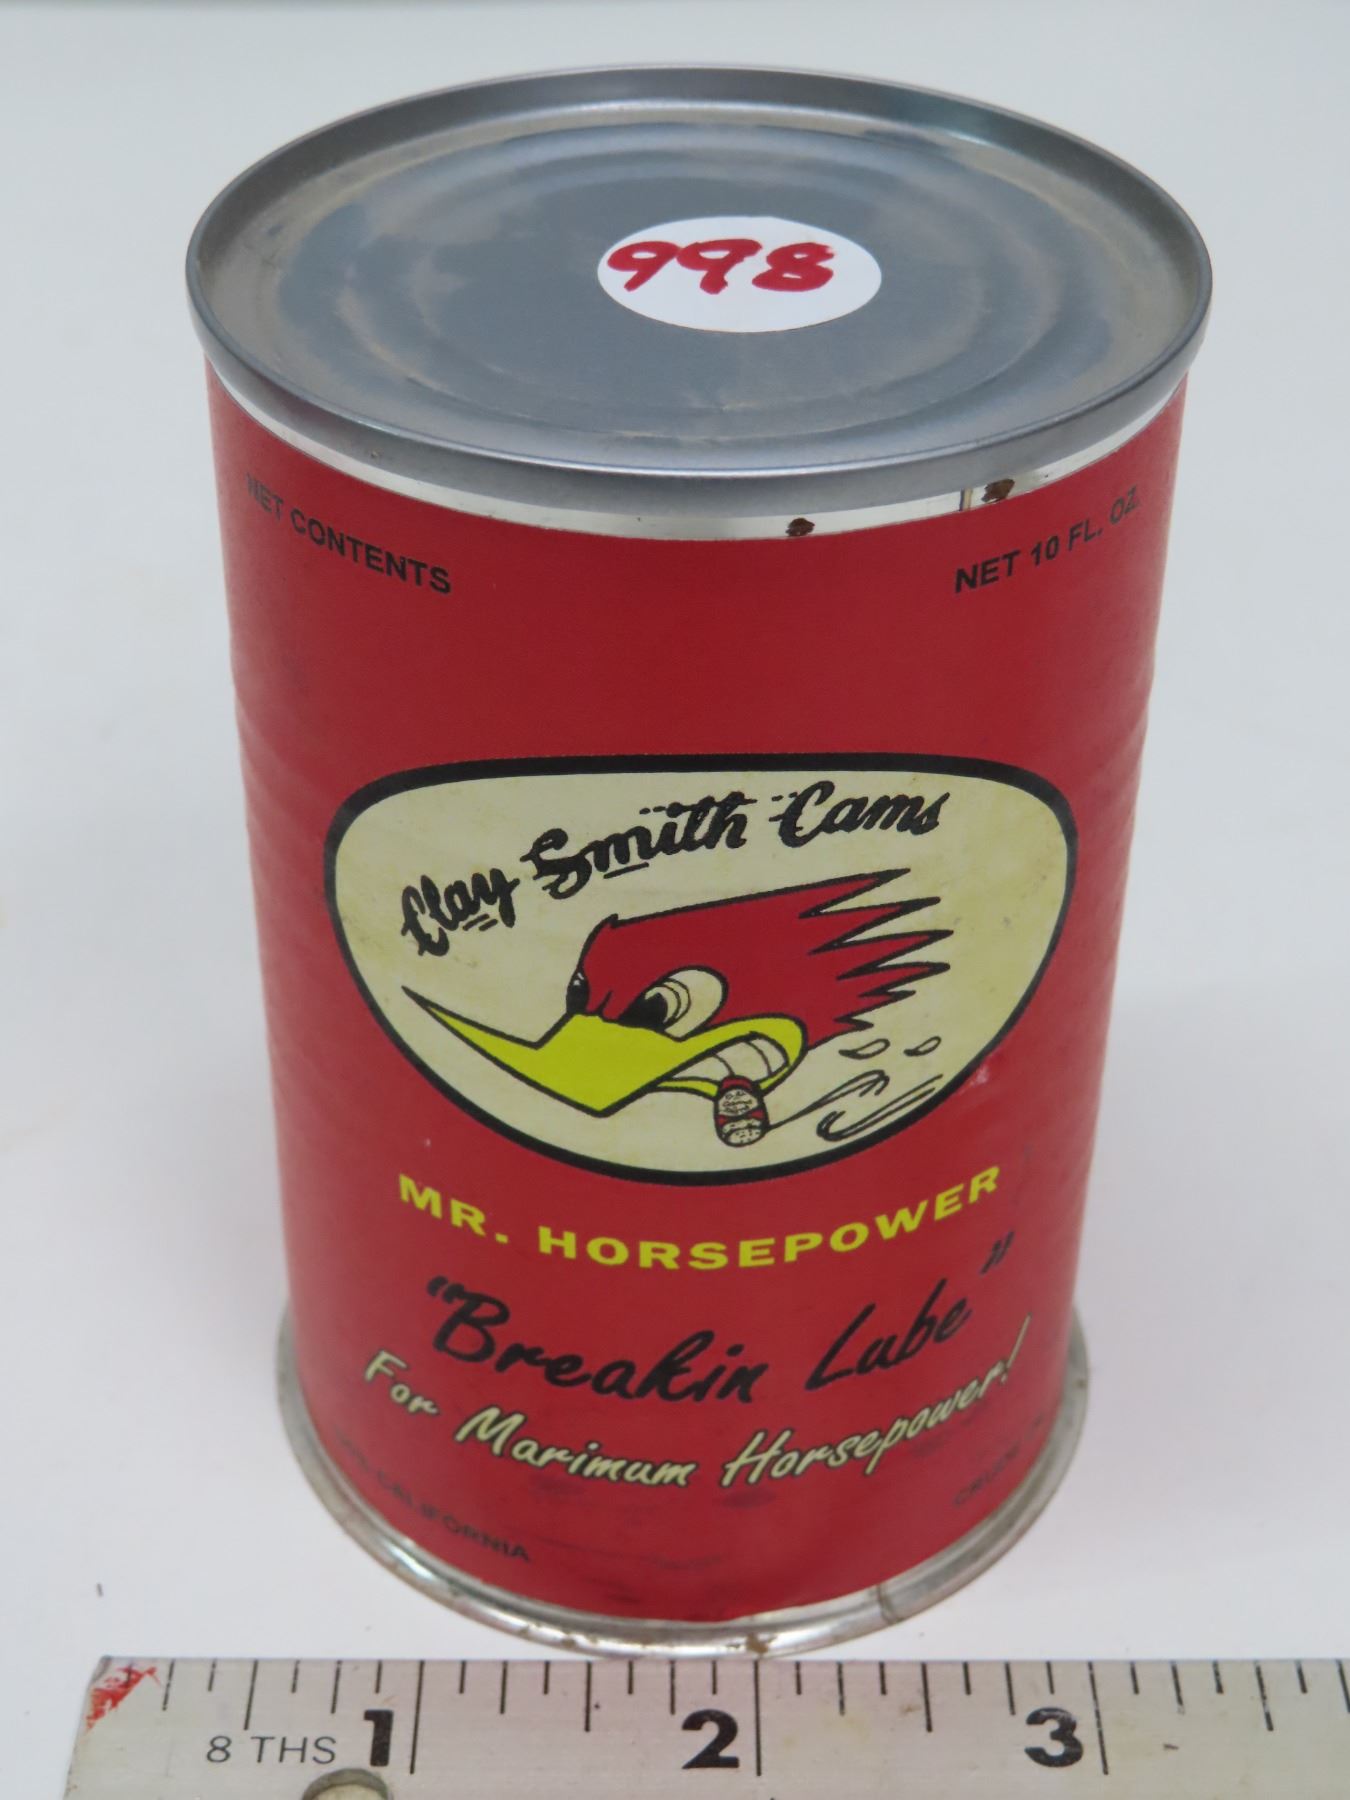 998
NET CONTENTS
NET 10 FL. OZ.
Clay Smith Cams
MR. HORSEPOWER
"Breakin Lube"
For Marimum Horsepower!
CALIFORNIA
8 THS 1 2 3